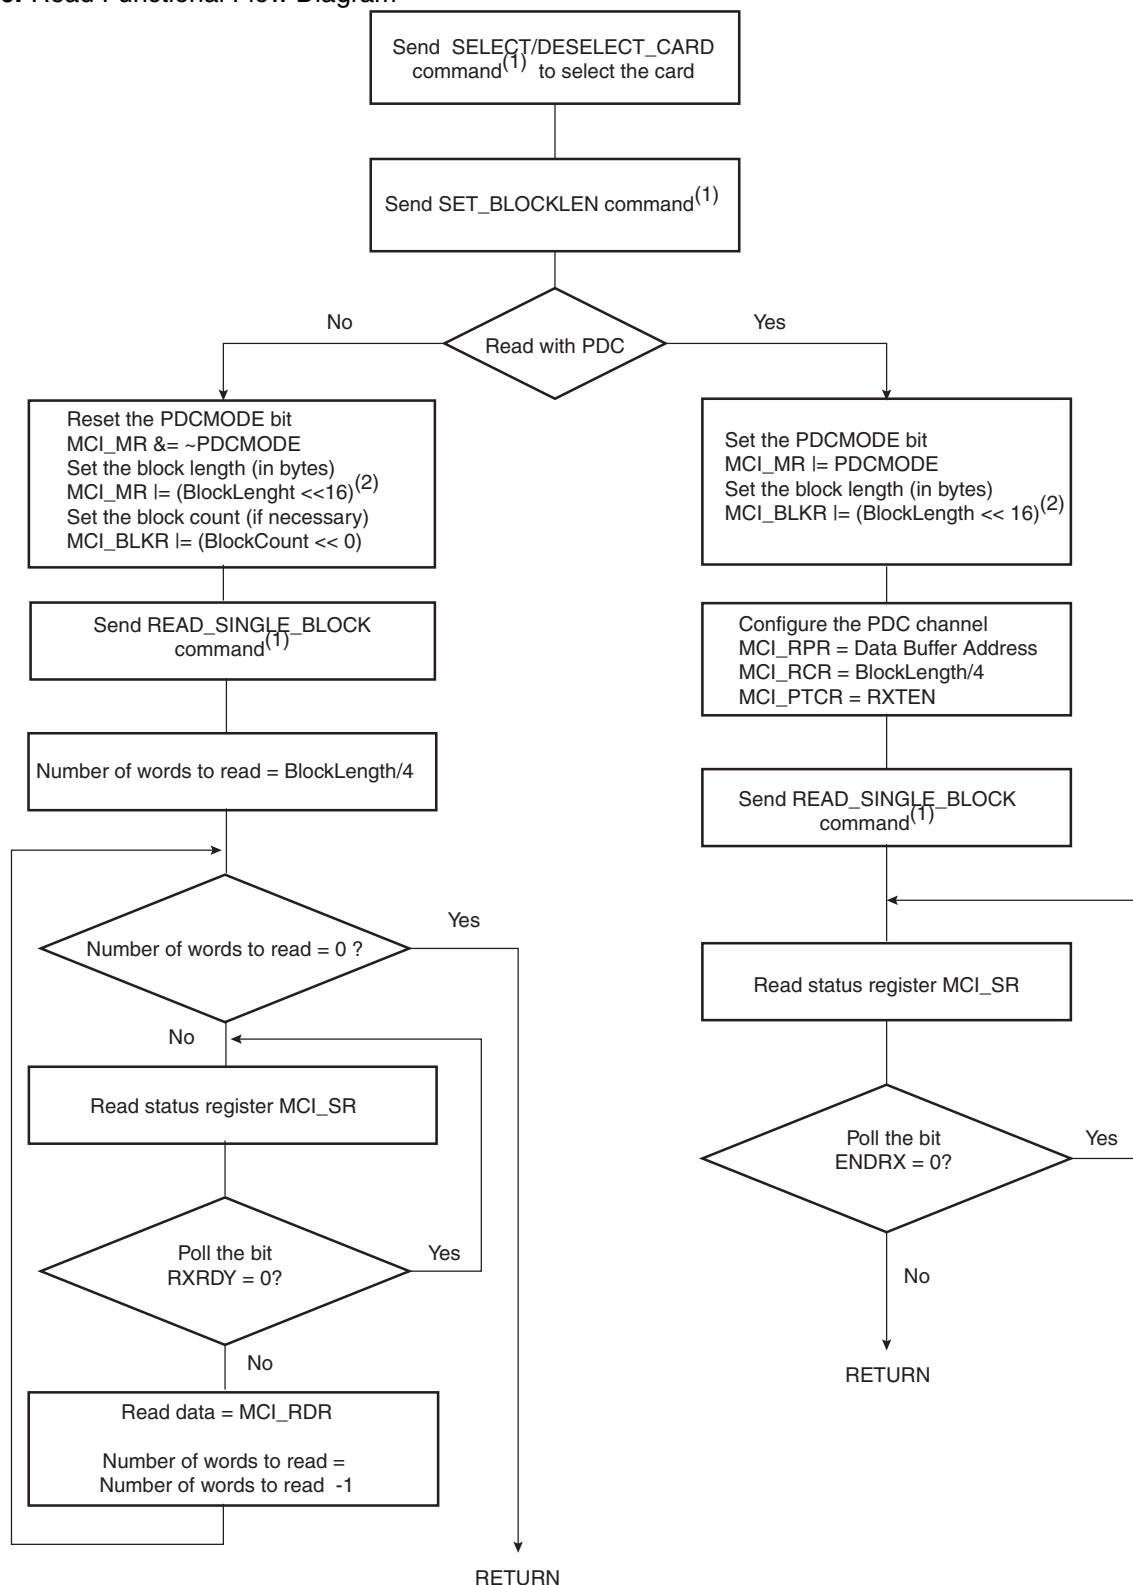 Read Functional Flow Diagram
Send SELECT/DESELECT_CARD
command(1) to select the card
Send SET_BLOCKLEN command(1)
Read with PDC
No
Yes
Reset the PDCMODE bit
MCI_MR &= ~PDCMODE
Set the block length (in bytes)
MCI_MR |= (BlockLenght <<16)(2)
Set the block count (if necessary)
MCI_BLKR |= (BlockCount << 0)
Send READ_SINGLE_BLOCK
command(1)
Number of words to read = BlockLength/4
Number of words to read = 0 ?
Yes
No
Read status register MCI_SR
Poll the bit
RXRDY = 0?
Yes
No
Read data = MCI_RDR
Number of words to read =
Number of words to read -1
RETURN
Set the PDCMODE bit
MCI_MR |= PDCMODE
Set the block length (in bytes)
MCI_BLKR |= (BlockLength << 16)(2)
Configure the PDC channel
MCI_RPR = Data Buffer Address
MCI_RCR = BlockLength/4
MCI_PTCR = RXTEN
Send READ_SINGLE_BLOCK
command(1)
Read status register MCI_SR
Poll the bit
ENDRX = 0?
Yes
No
RETURN